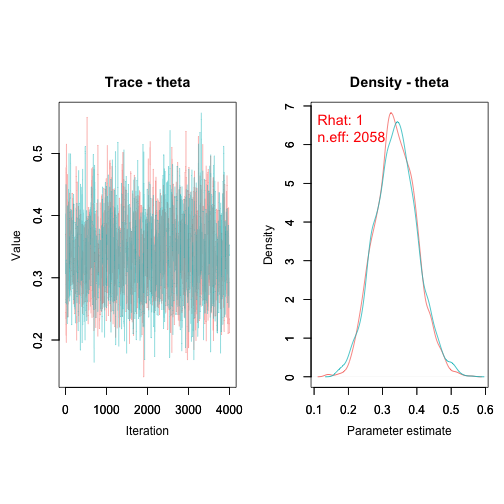 Trace - theta
Value
0.2
0.3
0.4
0.5
0
1000
2000
3000
4000
Iteration
Density - theta
Rhat: 1
n.eff: 2058
Density
0
1
2
3
4
5
6
7
0.1
0.2
0.3
0.4
0.5
0.6
Parameter estimate